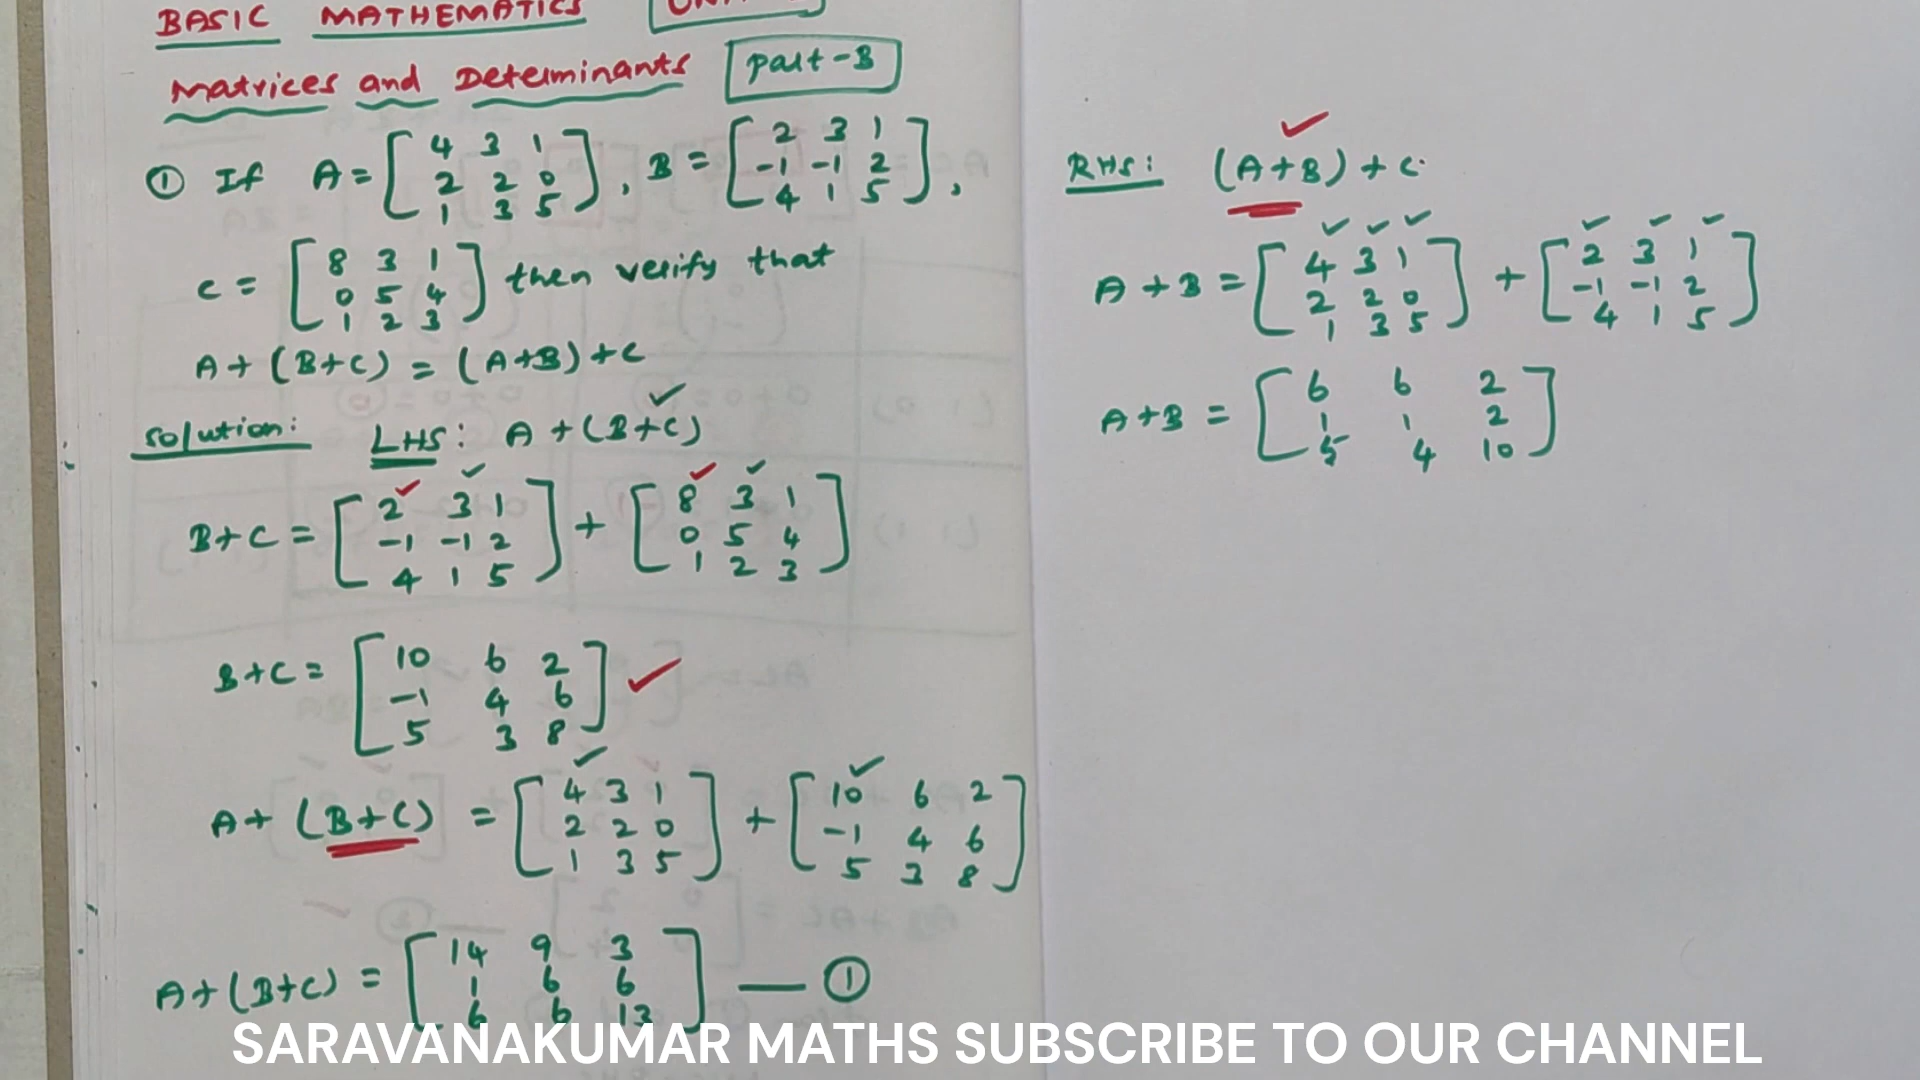 BASIC MATHEMATICS
Matrices and Determinants part-B
① If A = [4 3 1
2 2 0
1 3 5], B = [2 3 1
-1 -1 2
4 1 5],
C = [8 3 1
0 5 4
1 2 3] then verify that
A+(B+C) = (A+B)+C
Solution: LHS: A+(B+C)
B+C = [2 3 1
-1 -1 2
4 1 5] + [8 3 1
0 5 4
1 2 3]
B+C = [10 6 2
-1 4 6
5 3 8]
A+(B+C) = [4 3 1
2 2 0
1 3 5] + [10 6 2
-1 4 6
5 3 8]
A+(B+C) = [14 9 3
1 6 6
6 6 13] — ①
RHS: (A+B)+C.
A+B = [4 3 1
2 2 0
1 3 5] + [2 3 1
-1 -1 2
4 1 5]
A+B = [6 6 2
1 1 2
5 4 10]
SARAVANAKUMAR MATHS SUBSCRIBE TO OUR CHANNEL